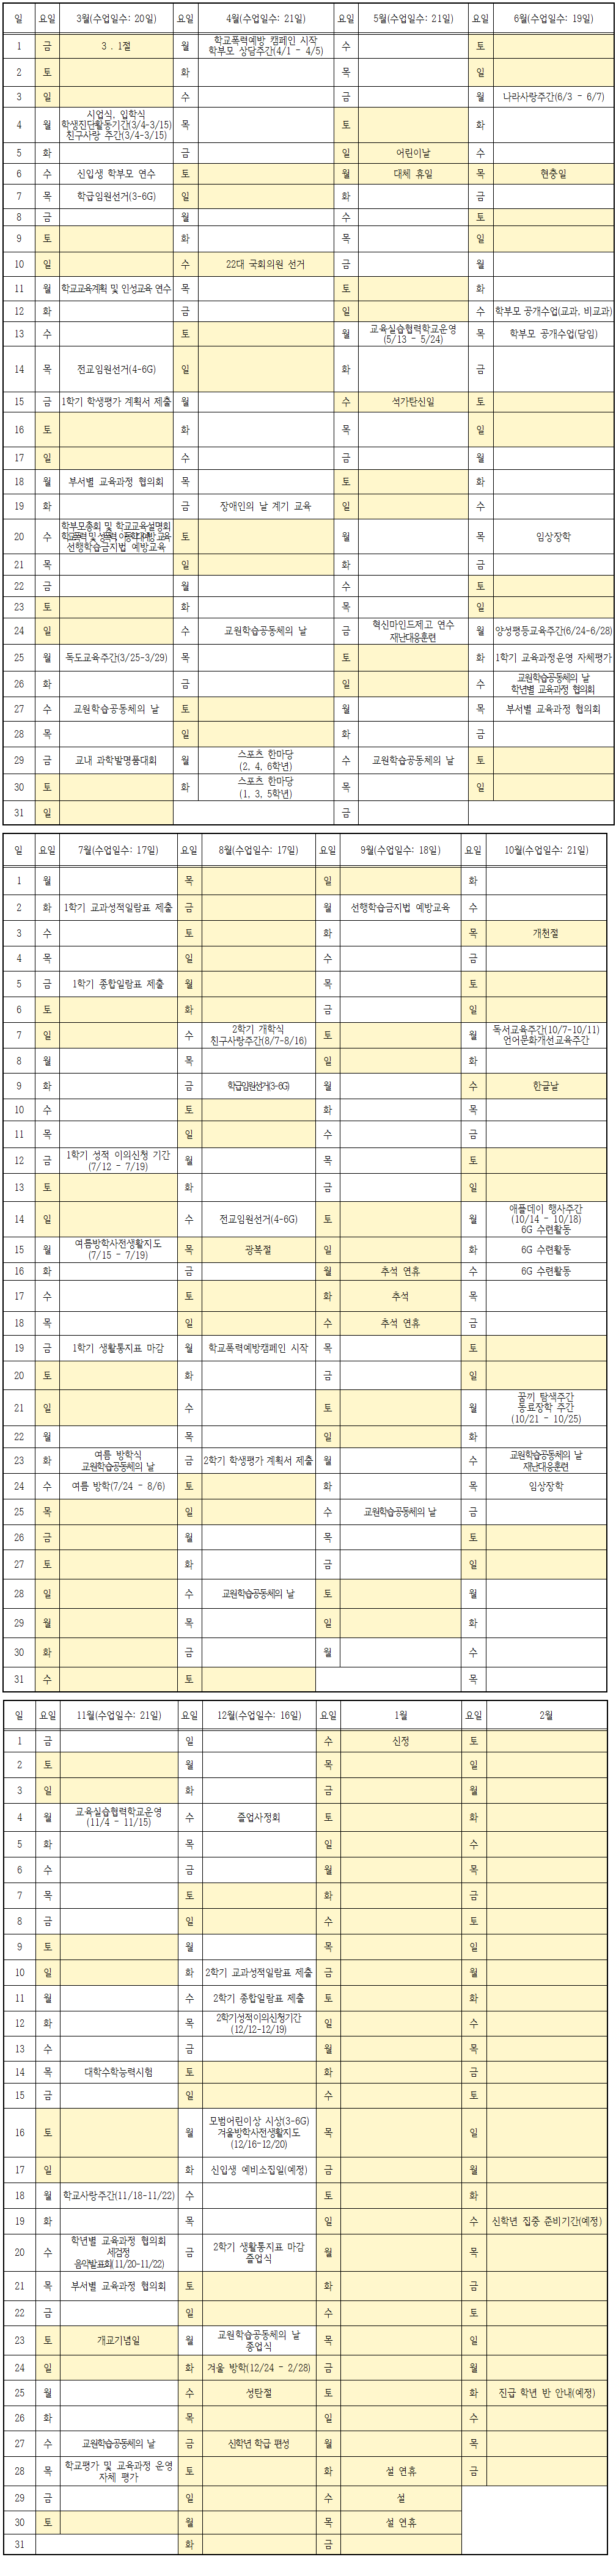 일 요일 3월(수업일수: 20일) 요일 4월(수업일수: 21일) 요일 5월(수업일수: 21일) 요일 6월(수업일수: 19일)
1 금 3 . 1절 월 학교폭력예방 캠페인 시작 학부모 상담주간(4/1 - 4/5) 수 토
2 토 화 목 일
3 일 수 금 월 나라사랑주간(6/3 - 6/7)
4 월 시업식, 입학식 학생진단활동기간(3/4-3/15) 친구사랑 주간(3/4-3/15) 목 토 화
5 화 금 일 어린이날 수
6 수 신입생 학부모 연수 토 월 대체 휴일 목 현충일
7 목 학급임원선거(3-6G) 일 화 금
8 금 월 수 토
9 토 화 목 일
10 일 수 22대 국회의원 선거 금 월
11 월 학교교육계획 및 인성교육 연수 목 토 화
12 화 금 일 수 학부모 공개수업(교과, 비교과)
13 수 토 월 교육실습협력학교운영 (5/13 - 5/24) 목 학부모 공개수업(담임)
14 목 전교임원선거(4-6G) 일 화 금
15 금 1학기 학생평가 계획서 제출 월 수 석가탄신일 토
16 토 화 목 일
17 일 수 금 월
18 월 부서별 교육과정 협의회 목 토 화
19 화 금 장애인의 날 계기 교육 일 수
20 수 학부모총회 및 학교교육설명회 학교폭력 및 성폭력, 아동학대예방 교육 선행학습금지법 예방교육 토 월 목 임상장학
21 목 일 화 금
22 금 월 수 토
23 토 화 목 일
24 일 수 교원학습공동체의 날 금 혁신마인드제고 연수 재난대응훈련 월 양성평등교육주간(6/24-6/28)
25 월 독도교육주간(3/25-3/29) 목 토 화 1학기 교육과정운영 자체평가
26 화 금 일 수 교원학습공동체의 날 학년별 교육과정 협의회
27 수 교원학습공동체의 날 토 월 목 부서별 교육과정 협의회
28 목 일 화 금
29 금 교내 과학발명품대회 월 스포츠 한마당 (2, 4, 6학년) 수 교원학습공동체의 날 토
30 토 화 스포츠 한마당 (1, 3, 5학년) 목 일
31 일 금
일 요일 7월(수업일수: 17일) 요일 8월(수업일수: 17일) 요일 9월(수업일수: 18일) 요일 10월(수업일수: 21일)
1 월 목 일 화
2 화 1학기 교과성적일람표 제출 금 월 선행학습금지법 예방교육 수
3 수 토 화 목 개천절
4 목 일 수 금
5 금 1학기 종합일람표 제출 월 목 토
6 토 화 금 일
7 일 수 2학기 개학식 친구사랑주간(8/7-8/16) 토 월 독서교육주간(10/7-10/11) 언어문화개선교육주간
8 월 목 일 화
9 화 금 학급임원선거(3-6G) 월 수 한글날
10 수 토 화 목
11 목 일 수 금
12 금 1학기 성적 이의신청 기간 (7/12 - 7/19) 월 목 토
13 토 화 금 일
14 일 수 전교임원선거(4-6G) 토 월 애플데이 행사주간 (10/14 - 10/18) 6G 수련활동
15 월 여름방학사전생활지도 (7/15 - 7/19) 목 광복절 일 화 6G 수련활동
16 화 금 월 추석 연휴 수 6G 수련활동
17 수 토 화 추석 목
18 목 일 수 추석 연휴 금
19 금 1학기 생활통지표 마감 월 학교폭력예방캠페인 시작 목 토
20 토 화 금 일
21 일 수 토 월 꿈끼 탐색주간 동료장학 주간 (10/21 - 10/25)
22 월 목 일 화
23 화 여름 방학식 교원학습공동체의 날 금 2학기 학생평가 계획서 제출 월 수 교원학습공동체의 날 재난대응훈련
24 수 여름 방학(7/24 - 8/6) 토 화 목 임상장학
25 목 일 수 교원학습공동체의 날 금
26 금 월 목 토
27 토 화 금 일
28 일 수 교원학습공동체의 날 토 월
29 월 목 일 화
30 화 금 월 수
31 수 토 목
일 요일 11월(수업일수: 21일) 요일 12월(수업일수: 16일) 요일 1월 요일 2월
1 금 일 수 신정 토
2 토 월 목 일
3 일 화 금 월
4 월 교육실습협력학교운영 (11/4 - 11/15) 수 졸업사정회 토 화
5 화 목 일 수
6 수 금 월 목
7 목 토 화 금
8 금 일 수 토
9 토 월 목 일
10 일 화 2학기 교과성적일람표 제출 금 월
11 월 수 2학기 종합일람표 제출 토 화
12 화 목 2학기성적이의신청기간 (12/12-12/19) 일 수
13 수 금 월 목
14 목 대학수학능력시험 토 화 금
15 금 일 수 토
16 토 월 모범어린이상 시상(3-6G) 겨울방학사전생활지도 (12/16-12/20) 목 일
17 일 화 신입생 예비소집일(예정) 금 월
18 월 학교사랑주간(11/18-11/22) 수 토 화
19 화 목 일 수 신학년 집중 준비기간(예정)
20 수 학년별 교육과정 협의회 세검정 음악발표회(11/20-11/22) 금 2학기 생활통지표 마감 졸업식 월 목
21 목 부서별 교육과정 협의회 토 화 금
22 금 일 수 토
23 토 개교기념일 월 교원학습공동체의 날 종업식 목 일
24 일 화 겨울 방학(12/24 - 2/28) 금 월
25 월 수 성탄절 토 화 진급 학년 반 안내(예정)
26 화 목 일 수
27 수 교원학습공동체의 날 금 신학년 학급 편성 월 목
28 목 학교평가 및 교육과정 운영 자체 평가 토 화 설 연휴 금
29 금 일 수 설
30 토 월 목 설 연휴
31 화 금